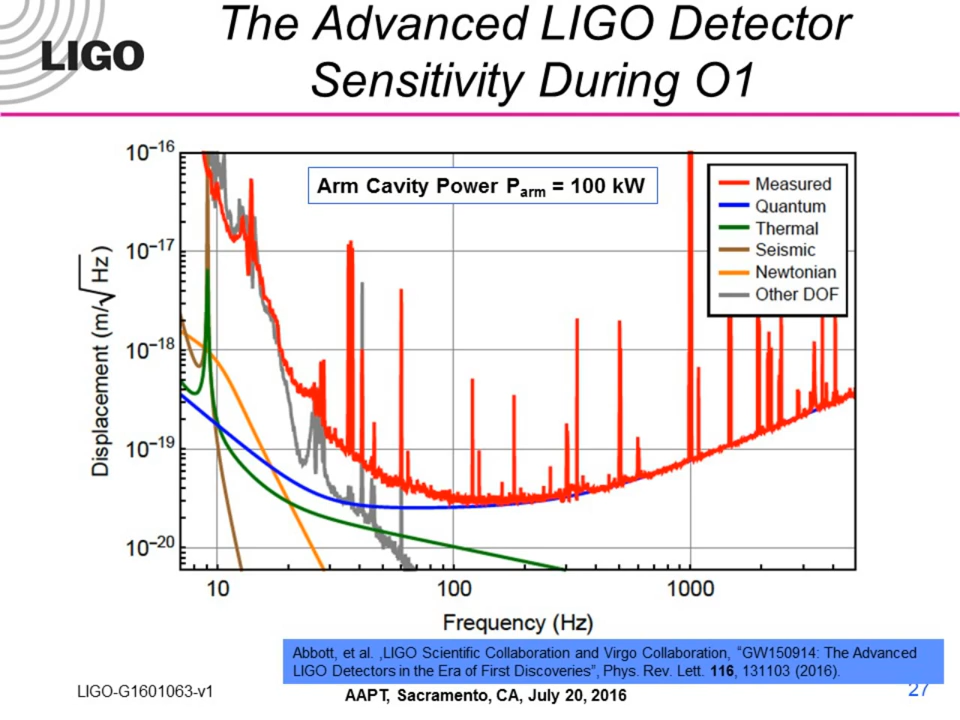 The Advanced LIGO Detector
Sensitivity During O1
LIGO
Arm Cavity Power Parm = 100 kW
Measured
Quantum
Thermal
Seismic
Newtonian
Other DOF
10–16
10–17
10–18
10–19
10–20
Displacement (m/√Hz)
10
100
1000
Frequency (Hz)
Abbott, et al. ,LIGO Scientific Collaboration and Virgo Collaboration, “GW150914: The Advanced
LIGO Detectors in the Era of First Discoveries”, Phys. Rev. Lett. 116, 131103 (2016).
LIGO-G1601063-v1
AAPT, Sacramento, CA, July 20, 2016
27